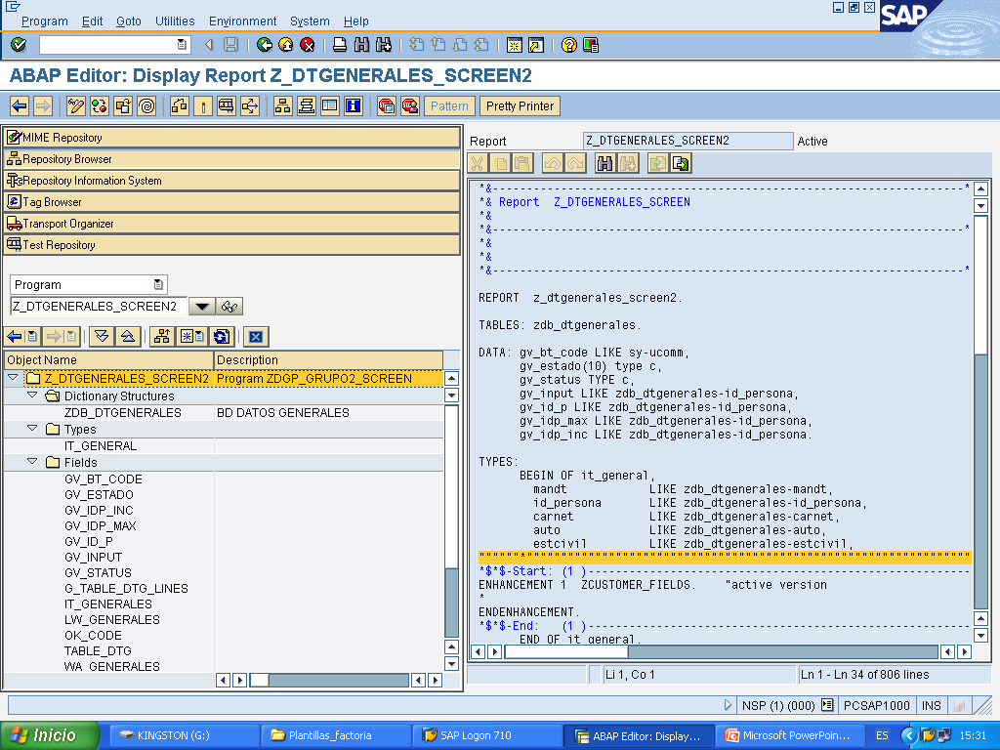 Program Edit Goto Utilities Environment System Help
SAP
ABAP Editor: Display Report Z_DTGENERALES_SCREEN2
Pattern Pretty Printer
MIME Repository
Repository Browser
Repository Information System
Tag Browser
Transport Organizer
Test Repository
Program
Z_DTGENERALES_SCREEN2
Object Name Description
Z_DTGENERALES_SCREEN2 Program ZDGP_GRUPO2_SCREEN
Dictionary Structures
ZDB_DTGENERALES BD DATOS GENERALES
Types
IT_GENERAL
Fields
GV_BT_CODE
GV_ESTADO
GV_IDP_INC
GV_IDP_MAX
GV_ID_P
GV_INPUT
GV_STATUS
G_TABLE_DTG_LINES
IT_GENERALES
LW_GENERALES
OK_CODE
TABLE_DTG
WA_GENERALES
Report Z_DTGENERALES_SCREEN2 Active
*&---------------------------------------------------------------------*
*& Report  Z_DTGENERALES_SCREEN
*&
*&---------------------------------------------------------------------*
*&
*&
*&---------------------------------------------------------------------*
REPORT  z_dtgenerales_screen2.
TABLES: zdb_dtgenerales.
DATA: gv_bt_code LIKE sy-ucomm,
gv_estado(10) type c,
gv_status TYPE c,
gv_input LIKE zdb_dtgenerales-id_persona,
gv_id_p LIKE zdb_dtgenerales-id_persona,
gv_idp_max LIKE zdb_dtgenerales-id_persona,
gv_idp_inc LIKE zdb_dtgenerales-id_persona.
TYPES:
BEGIN OF it_general,
mandt LIKE zdb_dtgenerales-mandt,
id_persona LIKE zdb_dtgenerales-id_persona,
carnet LIKE zdb_dtgenerales-carnet,
auto LIKE zdb_dtgenerales-auto,
estcivil LIKE zdb_dtgenerales-estcivil,
""""""*"""""""""""""""""""""""""""""""""""""""""""""""""""""""""""""""""
*$*$-Start: (1 )--------------------------------------------------------
ENHANCEMENT 1  ZCUSTOMER_FIELDS.    "active version
*
ENDENHANCEMENT.
*$*$-End:   (1 )--------------------------------------------------------
END OF it_general.
Li 1, Co 1 Ln 1 - Ln 34 of 806 lines
NSP (1) (000) PCSAP1000 INS
Inicio KINGSTON (G:) Plantillas_factoria SAP Logon 710 ABAP Editor: Display... Microsoft PowerPoin... ES 15:31